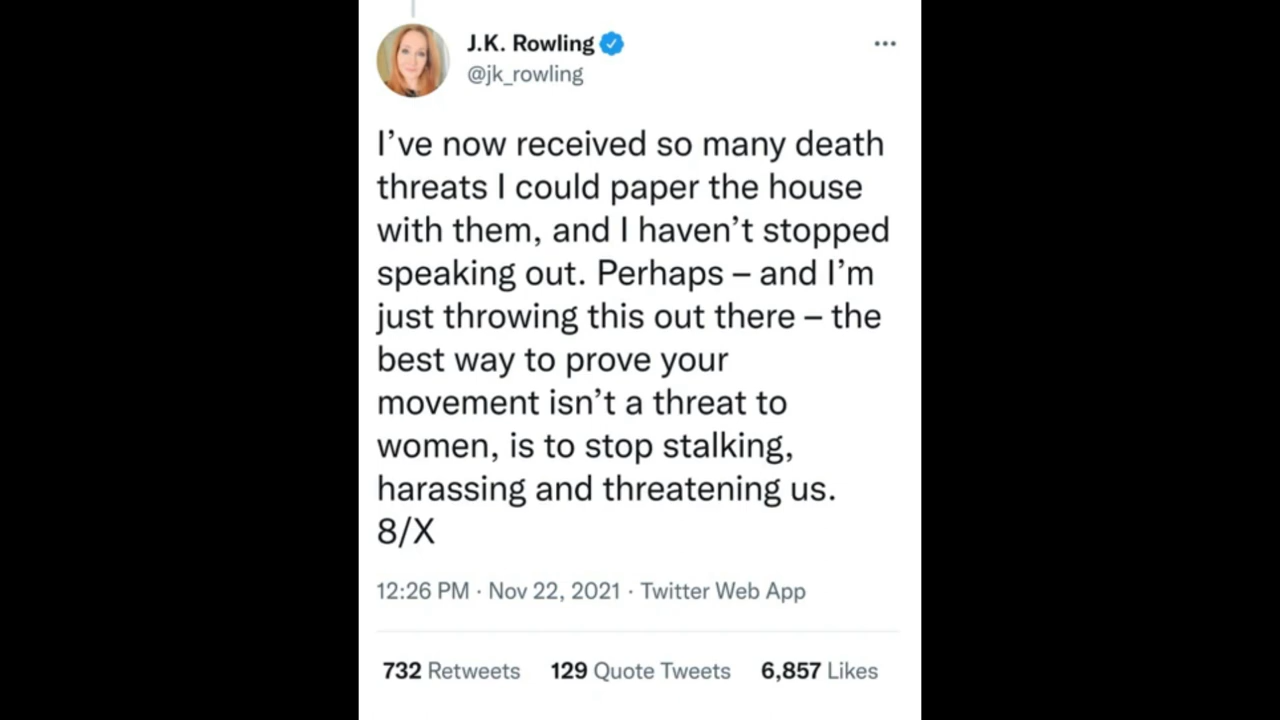 J.K. Rowling
@jk_rowling
I’ve now received so many death
threats I could paper the house
with them, and I haven’t stopped
speaking out. Perhaps – and I’m
just throwing this out there – the
best way to prove your
movement isn’t a threat to
women, is to stop stalking,
harassing and threatening us.
8/X
12:26 PM · Nov 22, 2021 · Twitter Web App
732 Retweets 129 Quote Tweets 6,857 Likes